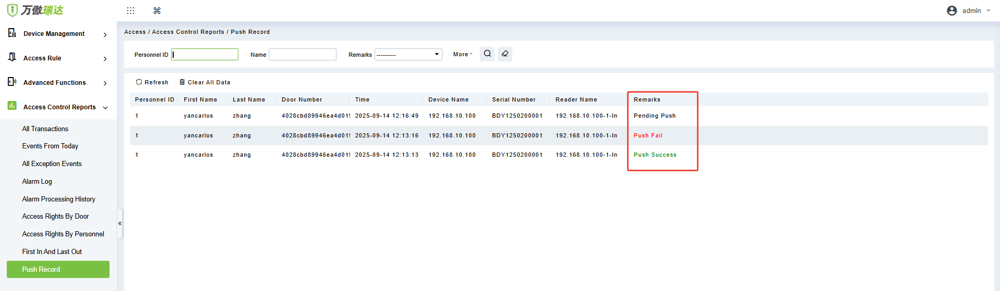 万傲瑞达
admin
Device Management
Access Rule
Advanced Functions
Access Control Reports
All Transactions
Events From Today
All Exception Events
Alarm Log
Alarm Processing History
Access Rights By Door
Access Rights By Personnel
First In And Last Out
Push Record
Access / Access Control Reports / Push Record
Personnel ID Name Remarks ---------- More
Refresh Clear All Data
Personnel ID First Name Last Name Door Number Time Device Name Serial Number Reader Name Remarks
1 yancarlos zhang 4028cbd89946ea4d019 2025-09-14 12:16:49 192.168.10.100 BDY1250200001 192.168.10.100-1-In Pending Push
1 yancarlos zhang 4028cbd89946ea4d019 2025-09-14 12:13:16 192.168.10.100 BDY1250200001 192.168.10.100-1-In Push Fail
1 yancarlos zhang 4028cbd89946ea4d019 2025-09-14 12:13:13 192.168.10.100 BDY1250200001 192.168.10.100-1-In Push Success